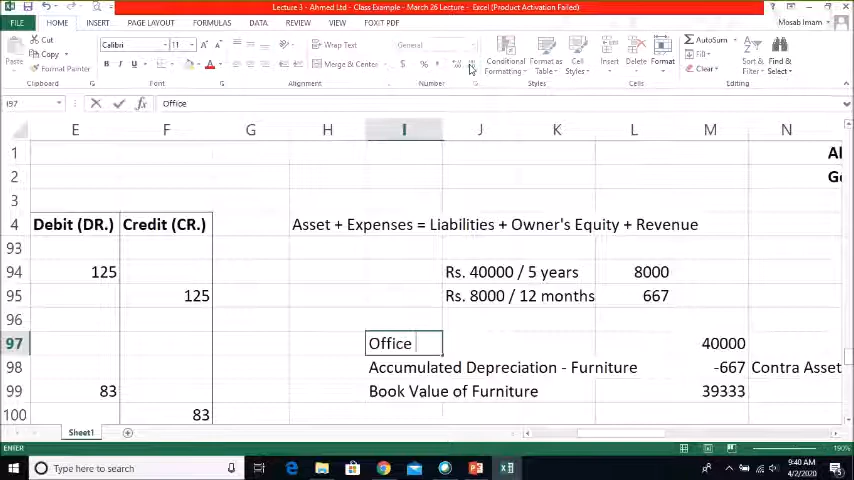 Lecture 3 - Ahmed Ltd - Class Example - March 26 Lecture - Excel (Product Activation Failed)
FILE HOME INSERT PAGE LAYOUT FORMULAS DATA REVIEW VIEW FOXIT PDF Mosab Imam
Cut
Copy
Format Painter
Paste
Clipboard
Calibri 11
B I U
Font
Wrap Text
Merge & Center
Alignment
General
$ % ,
Number
Conditional Formatting
Format as Table
Cell Styles
Styles
Insert Delete Format
Cells
AutoSum
Fill
Clear
Sort & Filter
Find & Select
Editing
I97 fx Office
E F G H I J K L M N
1 Al
2 Ge
3
4 Debit (DR.) Credit (CR.) Asset + Expenses = Liabilities + Owner's Equity + Revenue
93
94 125 Rs. 40000 / 5 years 8000
95 125 Rs. 8000 / 12 months 667
96
97 Office 40000
98 Accumulated Depreciation - Furniture -667 Contra Asset
99 83 Book Value of Furniture 39333
100 83
Sheet1
ENTER 190%
Type here to search
9:40 AM
4/2/2020